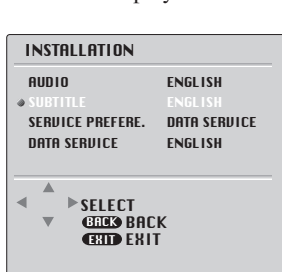 INSTALLATION
AUDIO ENGLISH
SUBTITLE ENGLISH
SERVICE PREFERE. DATA SERVICE
DATA SERVICE ENGLISH
SELECT
BACK BACK
EXIT EXIT